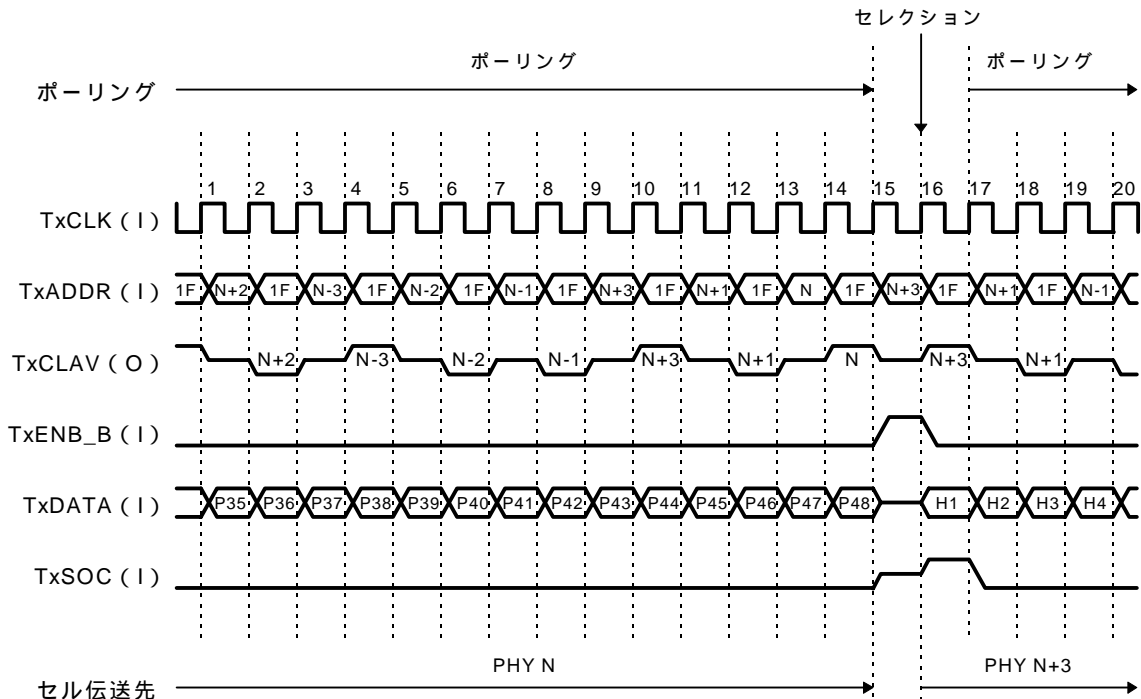 セレクション
ポーリング ポーリング ポーリング
1 2 3 4 5 6 7 8 9 10 11 12 13 14 15 16 17 18 19 20
TxCLK ( I )
TxADDR ( I ) 1F N+2 1F N-3 1F N-2 1F N-1 1F N+3 1F N+1 1F N 1F N+3 1F N+1 1F N-1
TxCLAV ( O ) N+2 N-3 N-2 N-1 N+3 N+1 N N+3 N+1
TxENB_B ( I )
TxDATA ( I ) P35 P36 P37 P38 P39 P40 P41 P42 P43 P44 P45 P46 P47 P48 H1 H2 H3 H4
TxSOC ( I )
セル伝送先 PHY N PHY N+3